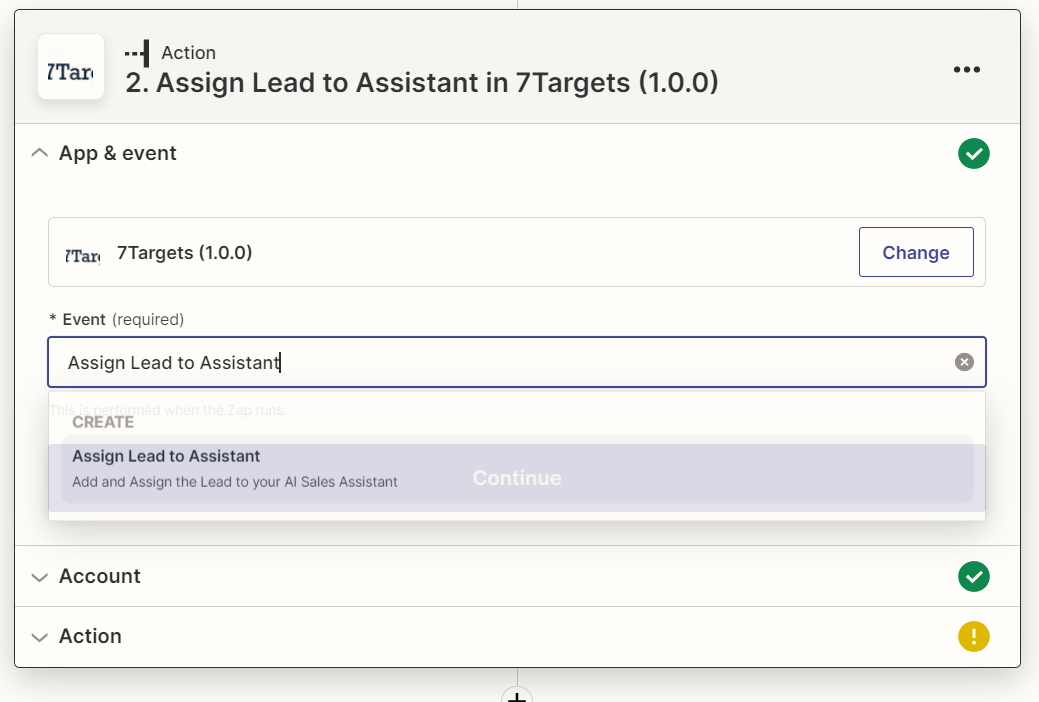 7Tar
Action
2. Assign Lead to Assistant in 7Targets (1.0.0)
App & event
7Tar
7Targets (1.0.0)
Change
* Event (required)
Assign Lead to Assistant
This is performed when the Zap runs.
CREATE
Assign Lead to Assistant
Add and Assign the Lead to your AI Sales Assistant
Continue
Account
Action